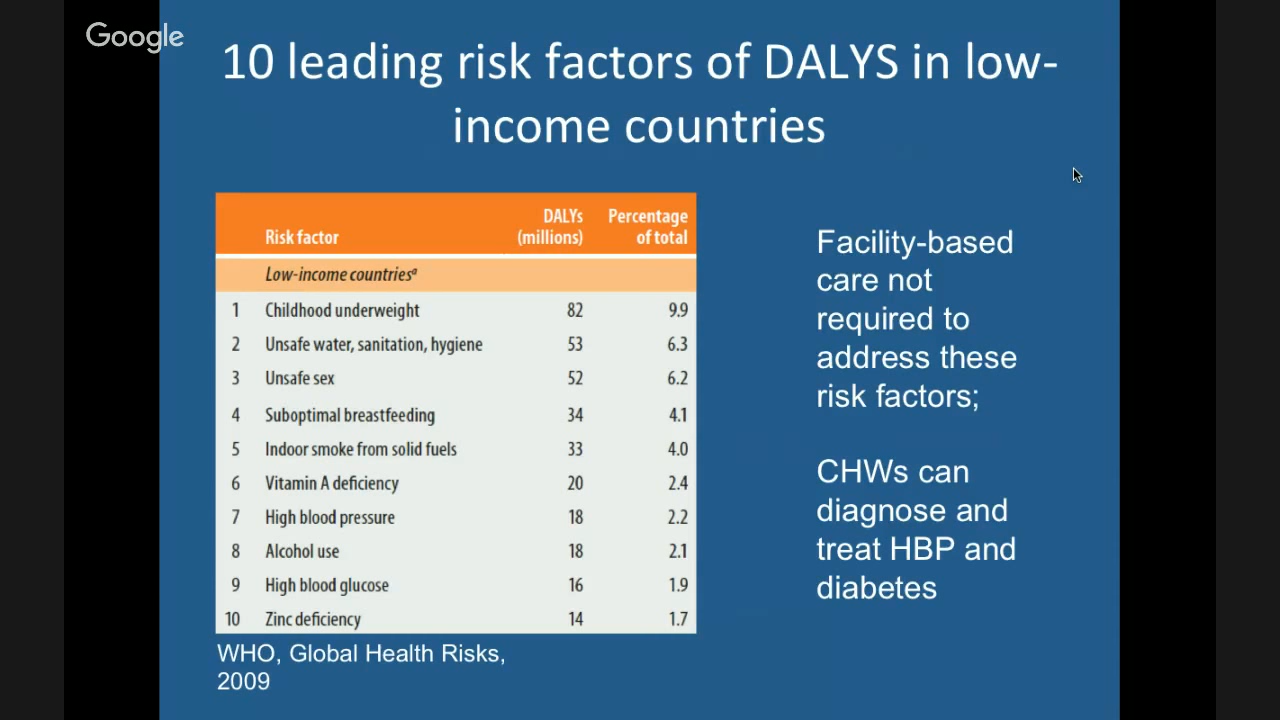 Google
10 leading risk factors of DALYS in low-
income countries
DALYs Percentage
Risk factor (millions) of total
Low-income countriesª
1 Childhood underweight 82 9.9
2 Unsafe water, sanitation, hygiene 53 6.3
3 Unsafe sex 52 6.2
4 Suboptimal breastfeeding 34 4.1
5 Indoor smoke from solid fuels 33 4.0
6 Vitamin A deficiency 20 2.4
7 High blood pressure 18 2.2
8 Alcohol use 18 2.1
9 High blood glucose 16 1.9
10 Zinc deficiency 14 1.7
WHO, Global Health Risks,
2009
Facility-based
care not
required to
address these
risk factors;
CHWs can
diagnose and
treat HBP and
diabetes